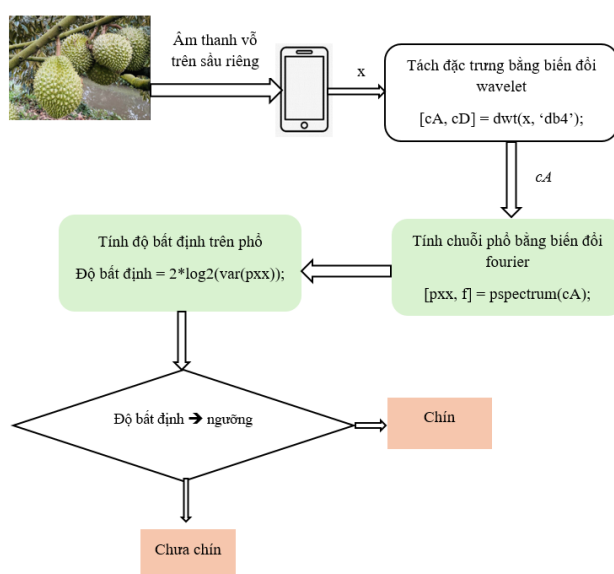 Âm thanh vỗ
trên sầu riêng
x
Tách đặc trưng bằng biến đổi
wavelet
[cA, cD] = dwt(x, ‘db4’);
cA
Tính chuỗi phổ bằng biến đổi
fourier
[pxx, f] = pspectrum(cA);
Tính độ bất định trên phổ
Độ bất định = 2*log2(var(pxx));
Độ bất định ➔ ngưỡng
Chín
Chưa chín